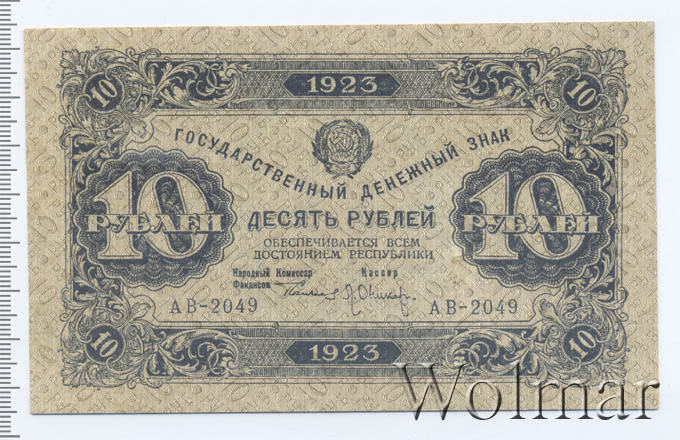 1923
10 10
ГОСУДАРСТВЕННЫЙ ДЕНЕЖНЫЙ ЗНАК
10 РУБЛЕЙ
10 РУБЛЕЙ
ДЕСЯТЬ РУБЛЕЙ
ОБЕСПЕЧИВАЕТСЯ ВСЕМ
ДОСТОЯНИЕМ РЕСПУБЛИКИ
Народный Комиссар Кассир
Финансов
АВ-2049 АВ-2049
10 10
1923
Wolmar